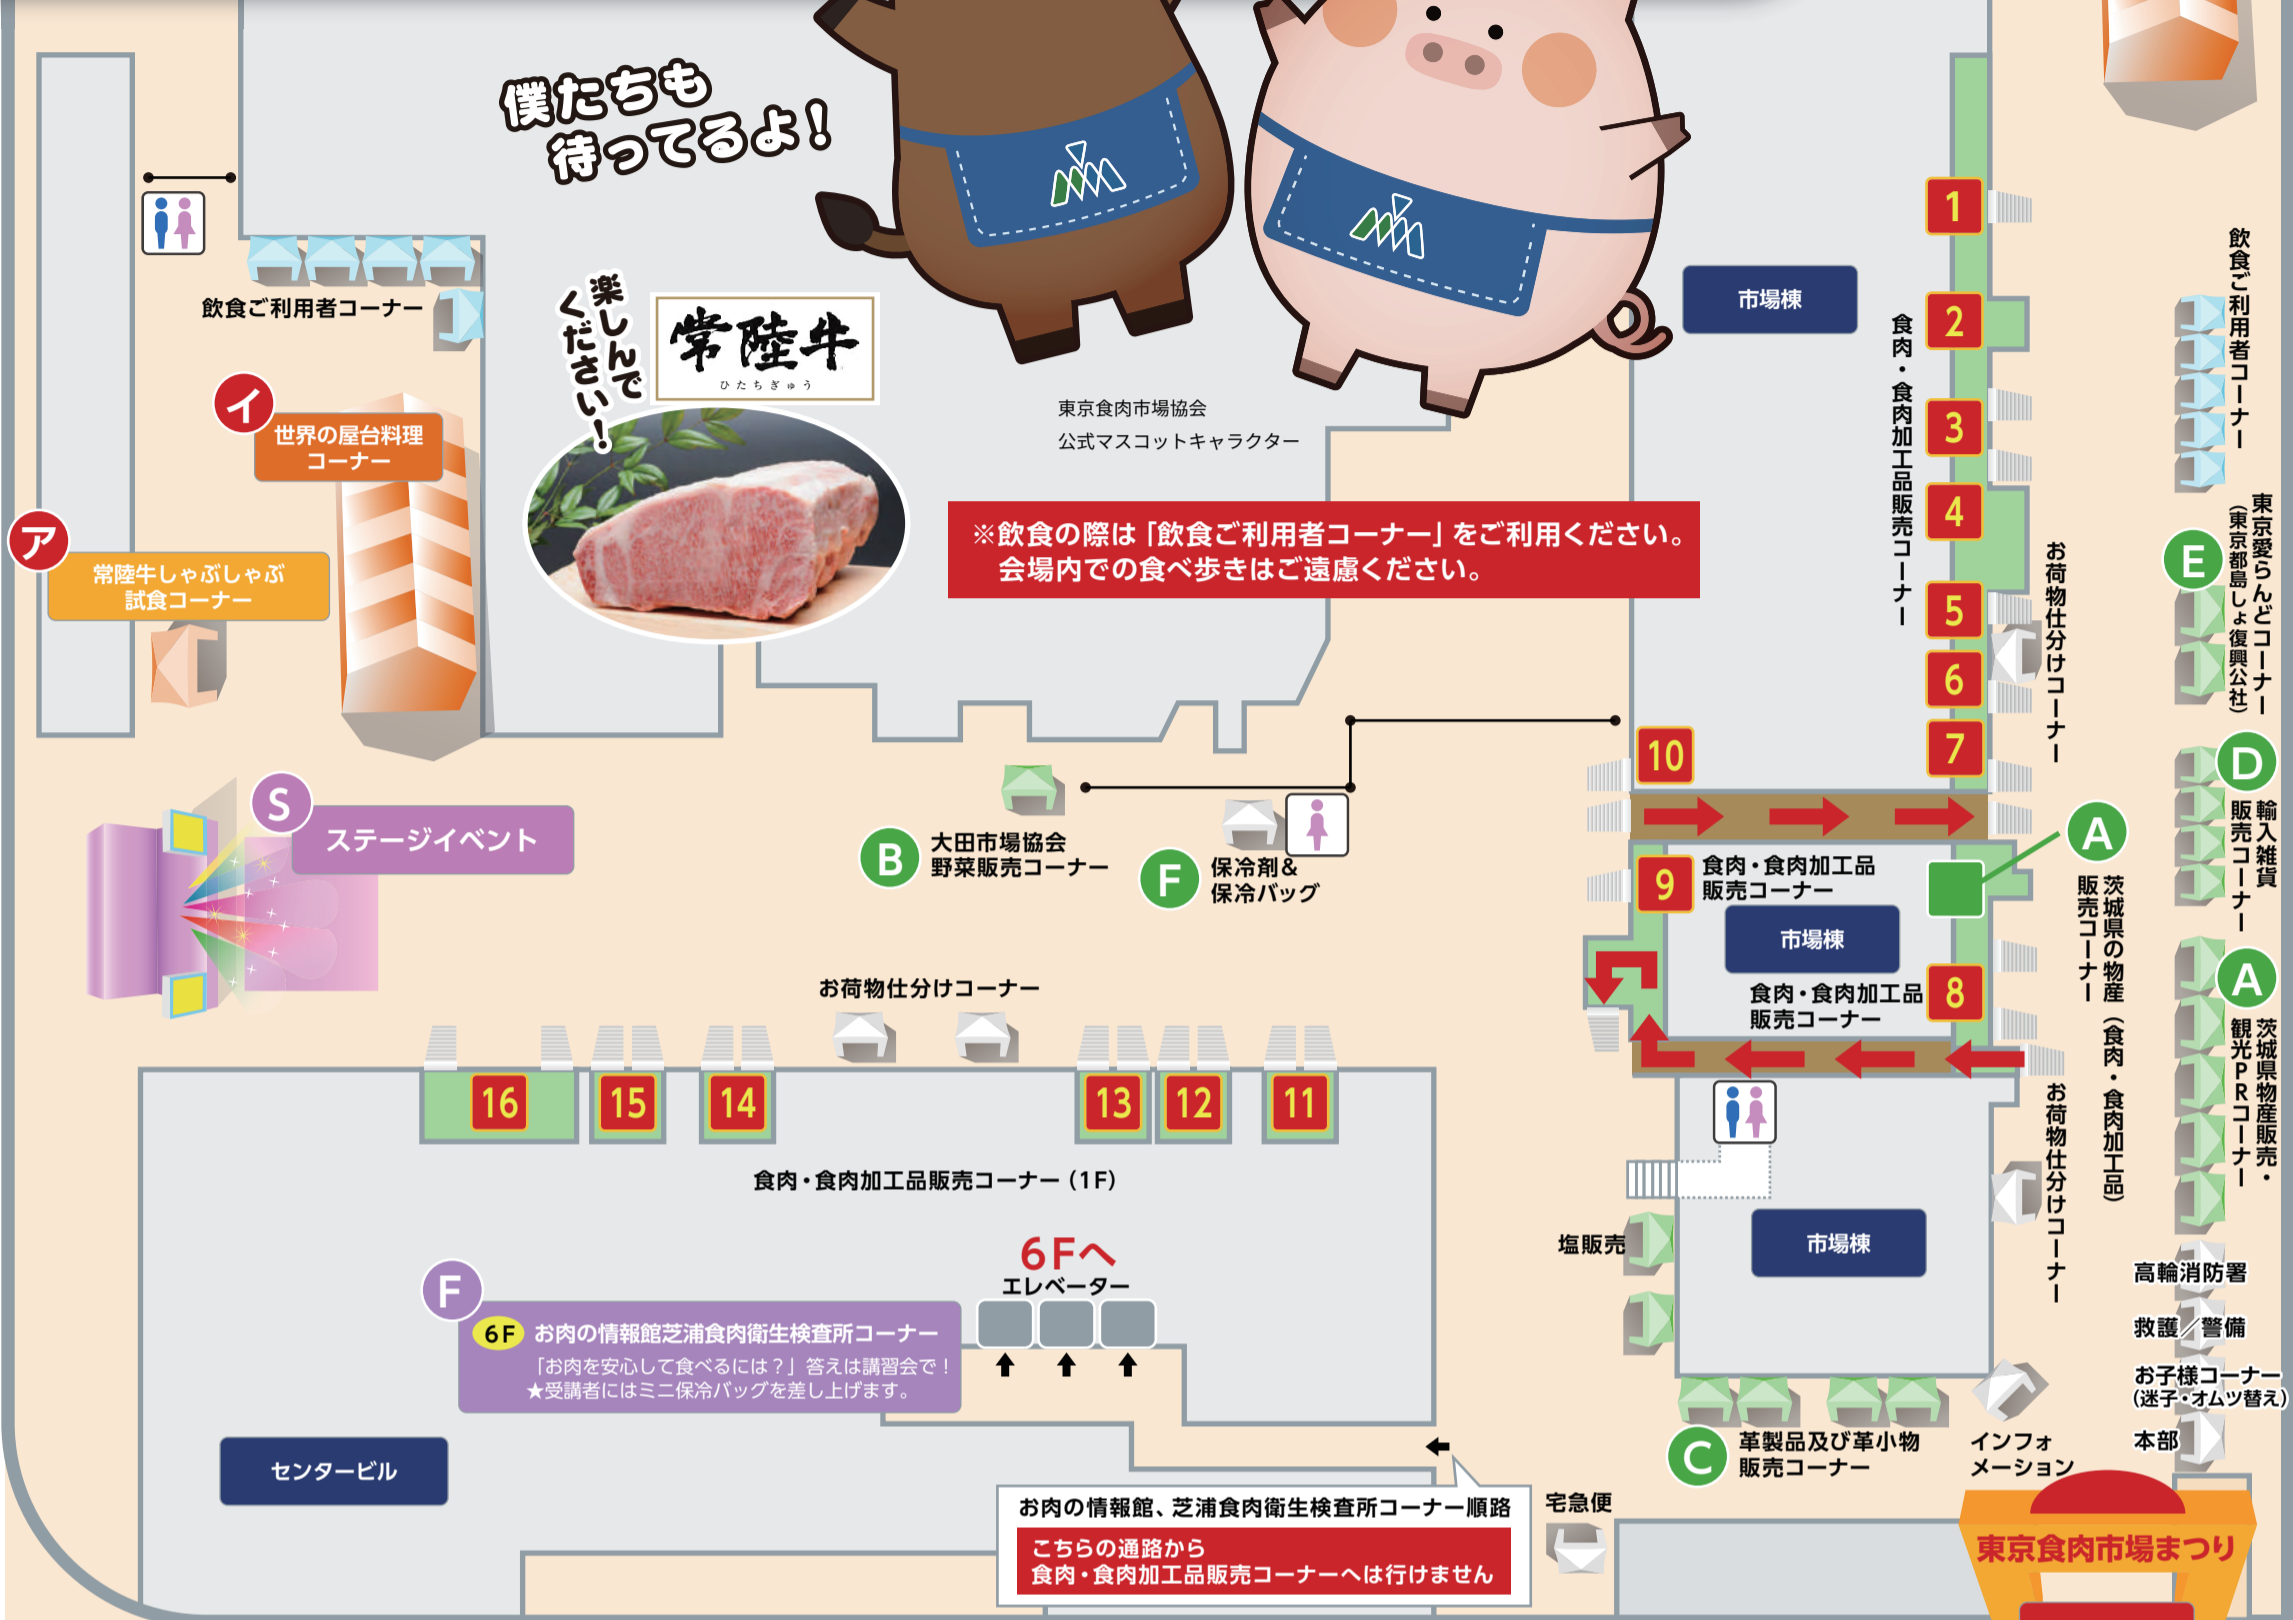 僕たちも
待ってるよ！
飲食ご利用者コーナー
イ
世界の屋台料理
コーナー
ア
常陸牛しゃぶしゃぶ
試食コーナー
楽しんで
ください！
常陸牛
ひたちぎゅう
東京食肉市場協会
公式マスコットキャラクター
※飲食の際は「飲食ご利用者コーナー」をご利用ください。
会場内での食べ歩きはご遠慮ください。
市場棟
食肉・食肉加工品販売コーナー
1
2
3
4
5
6
7
お荷物仕分けコーナー
飲食ご利用者コーナー
E
東京愛らんどコーナー
（東京都島しょ復興公社）
D
輸入雑貨
販売コーナー
A
茨城県の物産（食肉・食肉加工品）
販売コーナー
A
茨城県物産販売・
観光PRコーナー
S
ステージイベント
B
大田市場協会
野菜販売コーナー
F
保冷剤&
保冷バッグ
10
9
食肉・食肉加工品
販売コーナー
市場棟
食肉・食肉加工品
販売コーナー
8
お荷物仕分けコーナー
16
15
14
13
12
11
食肉・食肉加工品販売コーナー（1F）
6Fへ
エレベーター
F
6F お肉の情報館芝浦食肉衛生検査所コーナー
「お肉を安心して食べるには？」答えは講習会で！
★受講者にはミニ保冷バッグを差し上げます。
センタービル
塩販売
市場棟
お荷物仕分けコーナー
高輪消防署
救護／警備
お子様コーナー
（迷子・オムツ替え）
本部
C
革製品及び革小物
販売コーナー
インフォ
メーション
お肉の情報館、芝浦食肉衛生検査所コーナー順路
こちらの通路から
食肉・食肉加工品販売コーナーへは行けません
宅急便
東京食肉市場まつり